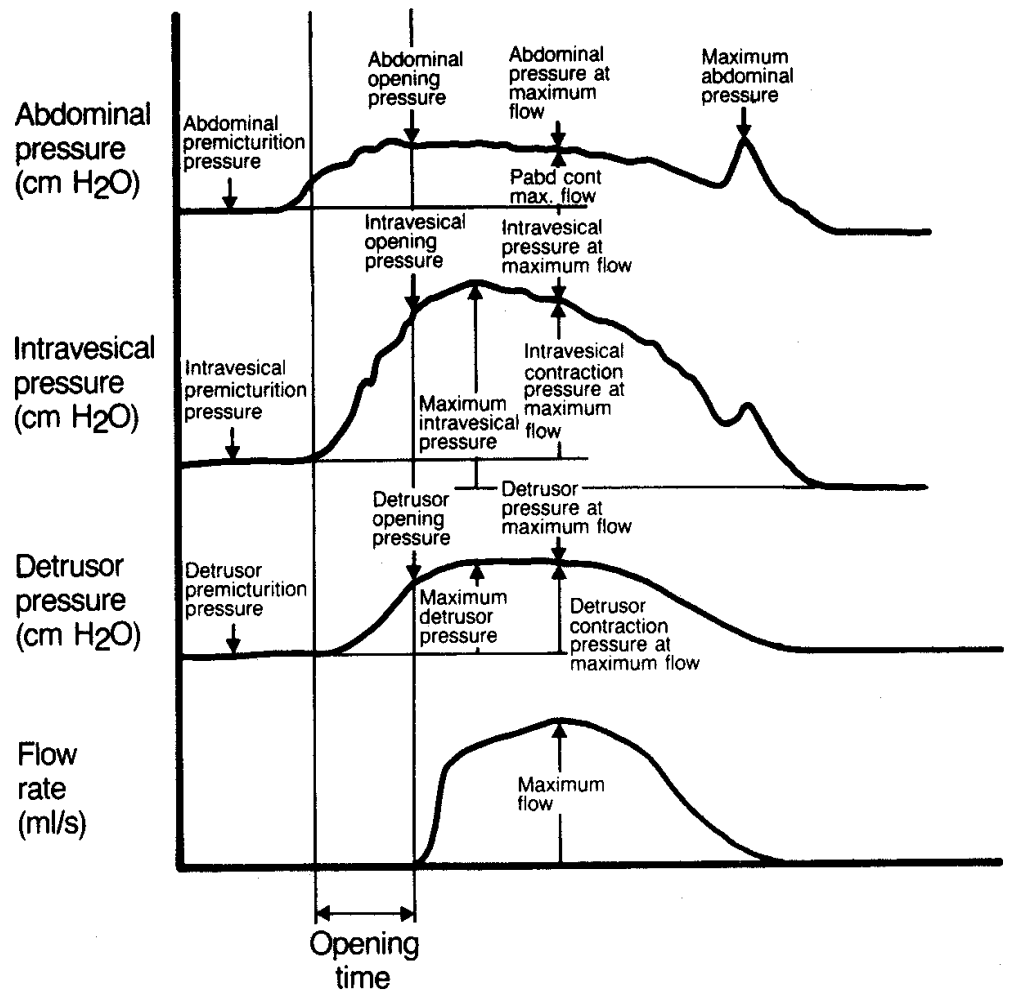 Abdominal
pressure
(cm H2O)
Abdominal
premicturition
pressure
Abdominal
opening
pressure
Abdominal
pressure at
maximum
flow
Maximum
abdominal
pressure
Pabd cont
max. flow
Intravesical
pressure
(cm H2O)
Intravesical
premicturition
pressure
Intravesical
opening
pressure
Intravesical
pressure at
maximum flow
Maximum
intravesical
pressure
Intravesical
contraction
pressure at
maximum
flow
Detrusor
pressure
(cm H2O)
Detrusor
premicturition
pressure
Detrusor
opening
pressure
Detrusor
pressure at
maximum flow
Maximum
detrusor
pressure
Detrusor
contraction
pressure at
maximum flow
Flow
rate
(ml/s)
Maximum
flow
Opening
time